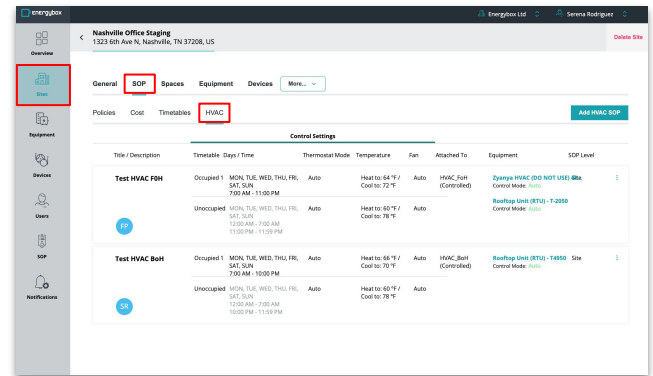 energybox
Energybox Ltd
Serena Rodriguez
Nashville Office Staging
1323 6th Ave N, Nashville, TN 37208, US
Delete Site
Overview
Sites
Equipment
Devices
Users
SOP
Notifications
General SOP Spaces Equipment Devices More...
Policies Cost Timetables HVAC
Add HVAC SOP
Control Settings
Title / Description Timetable Days / Time Thermostat Mode Temperature Fan Attached To Equipment SOP Level
Test HVAC F0H Occupied 1 MON, TUE, WED, THU, FRI, Auto Heat to: 64 °F / Auto HVAC_FoH Zyanya HVAC (DO NOT USE)
SAT, SUN Cool to: 72 °F (Controlled) Control Mode: Auto
7:00 AM - 11:00 PM
Unoccupied MON, TUE, WED, THU, FRI, Auto Heat to: 60 °F / Auto Rooftop Unit (RTU) - T-2050
SAT, SUN Cool to: 78 °F Control Mode: Auto
12:00 AM - 7:00 AM
11:00 PM - 11:59 PM
FP
Test HVAC BoH Occupied 1 MON, TUE, WED, THU, FRI, Auto Heat to: 66 °F / Auto HVAC_BoH Rooftop Unit (RTU) - T4950 Site
SAT, SUN Cool to: 70 °F (Controlled) Control Mode: Auto
7:00 AM - 10:00 PM
Unoccupied MON, TUE, WED, THU, FRI, Auto Heat to: 60 °F / Auto
SAT, SUN Cool to: 78 °F
12:00 AM - 7:00 AM
10:00 PM - 11:59 PM
SR